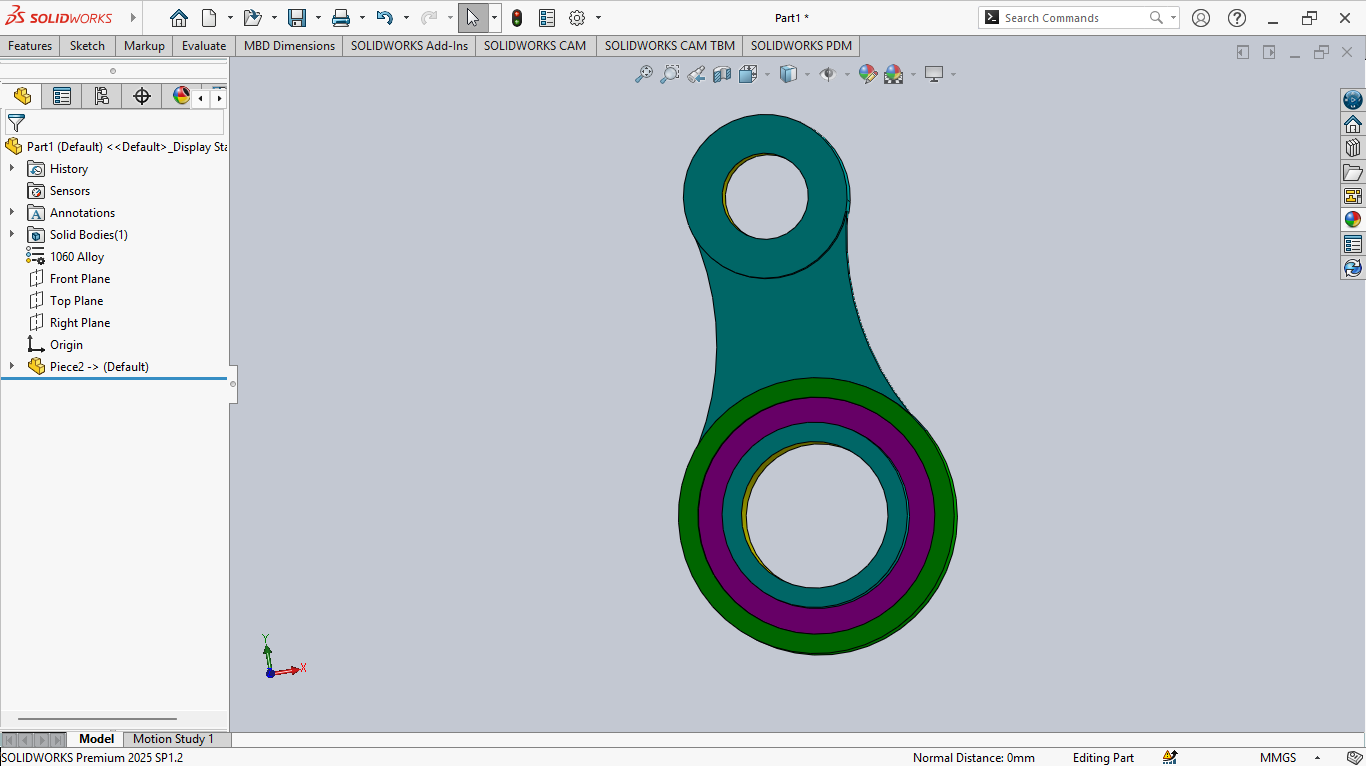 SOLIDWORKS
Part1 *
Search Commands
Features
Sketch
Markup
Evaluate
MBD Dimensions
SOLIDWORKS Add-Ins
SOLIDWORKS CAM
SOLIDWORKS CAM TBM
SOLIDWORKS PDM
Part1 (Default) <<Default>_Display Sta
History
Sensors
A Annotations
Solid Bodies(1)
1060 Alloy
Front Plane
Top Plane
Right Plane
Origin
Piece2 -> (Default)
Y
X
Model
Motion Study 1
SOLIDWORKS Premium 2025 SP1.2
Normal Distance: 0mm
Editing Part
MMGS